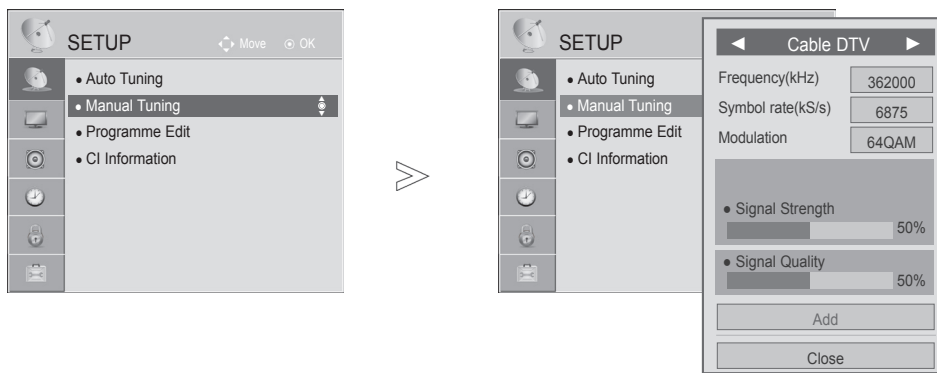 SETUP
Move OK
• Auto Tuning
• Manual Tuning
• Programme Edit
• CI Information
SETUP
• Auto Tuning
• Manual Tuning
• Programme Edit
• CI Information
◄ Cable DTV ►
Frequency(kHz) 362000
Symbol rate(kS/s) 6875
Modulation 64QAM
• Signal Strength
50%
• Signal Quality
50%
Add
Close